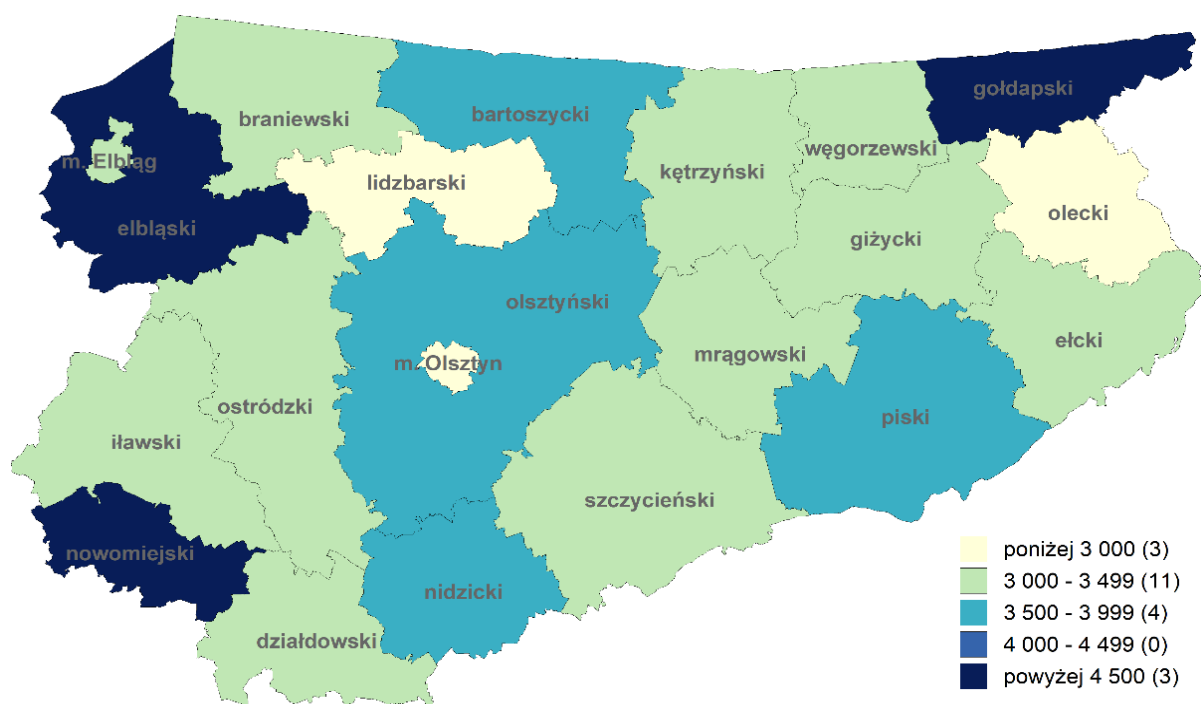 gołdapski
braniewski
bartoszycki
węgorzewski
m. Elbląg
kętrzyński
lidzbarski
olecki
elbląski
giżycki
olsztyński
ełcki
mrągowski
m. Olsztyn
ostródzki
piski
iławski
szczycieński
nowomiejski
nidzicki
działdowski
poniżej 3 000 (3)
3 000 - 3 499 (11)
3 500 - 3 999 (4)
4 000 - 4 499 (0)
powyżej 4 500 (3)